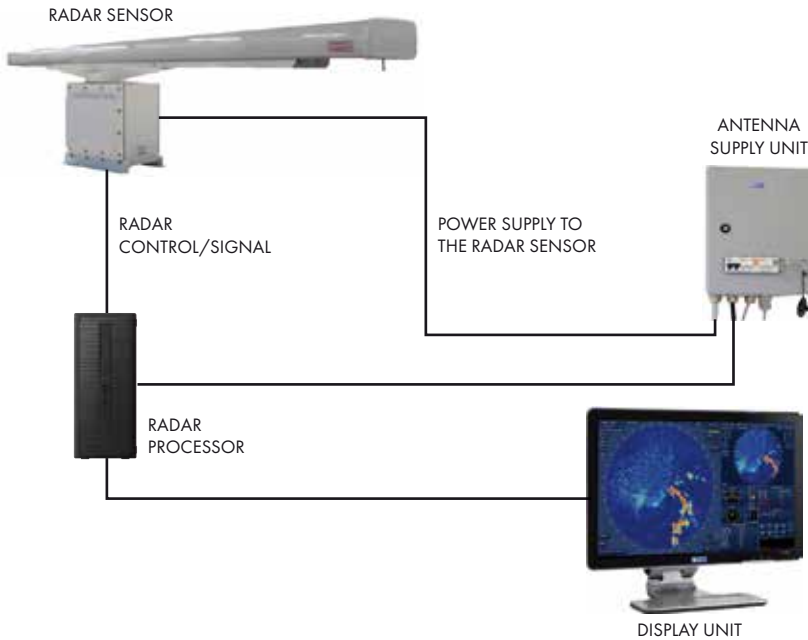 RADAR SENSOR
ANTENNA
SUPPLY UNIT
RADAR
CONTROL/SIGNAL
POWER SUPPLY TO
THE RADAR SENSOR
RADAR
PROCESSOR
DISPLAY UNIT